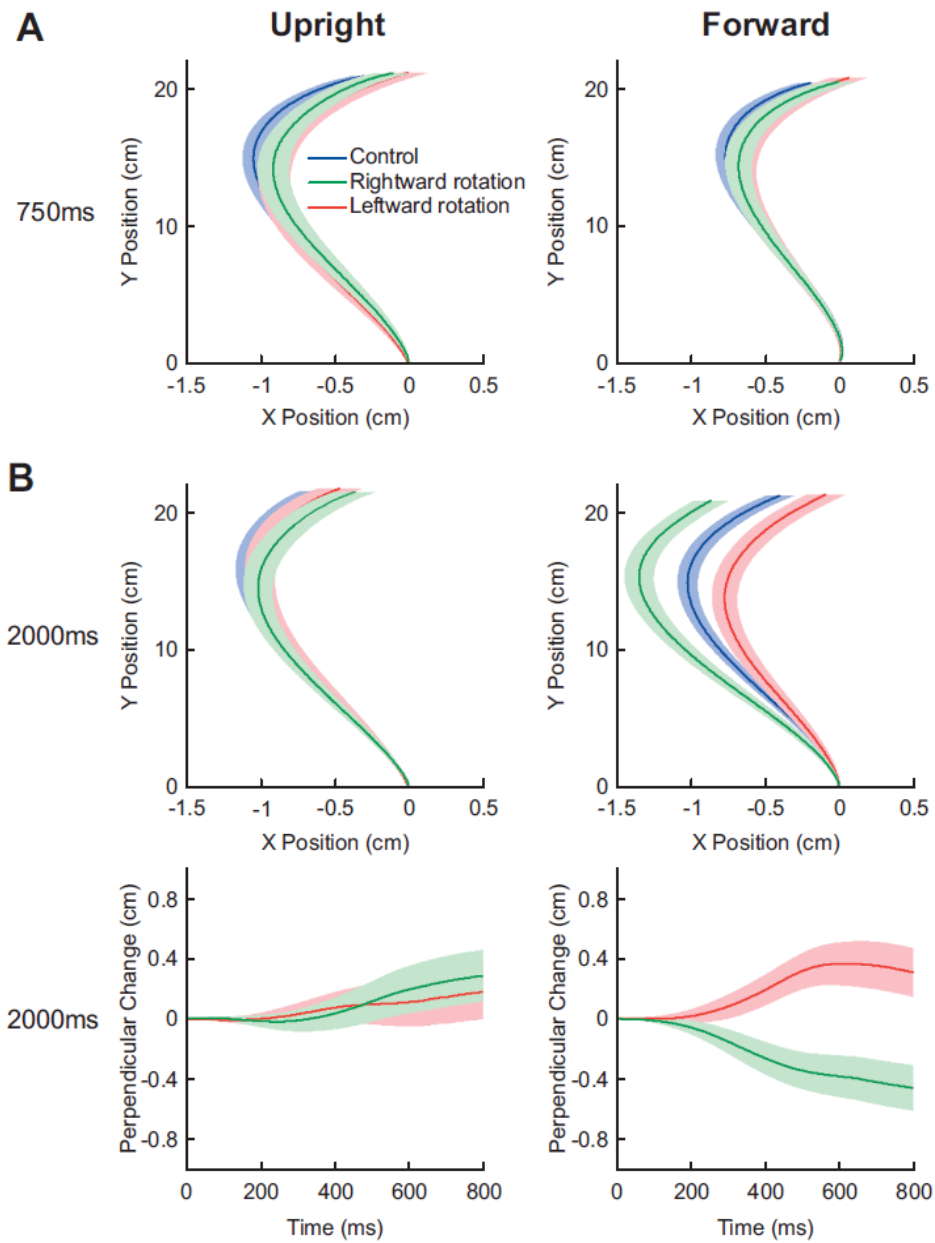 A
Upright
Forward
750ms
Y Position (cm)
20
10
0
-1.5
-1
-0.5
0
0.5
X Position (cm)
Control
Rightward rotation
Leftward rotation
Y Position (cm)
20
10
0
-1.5
-1
-0.5
0
0.5
X Position (cm)
B
2000ms
Y Position (cm)
20
10
0
-1.5
-1
-0.5
0
0.5
X Position (cm)
Y Position (cm)
20
10
0
-1.5
-1
-0.5
0
0.5
X Position (cm)
2000ms
Perpendicular Change (cm)
0.8
0.4
0
-0.4
-0.8
0
200
400
600
800
Time (ms)
Perpendicular Change (cm)
0.8
0.4
0
-0.4
-0.8
0
200
400
600
800
Time (ms)